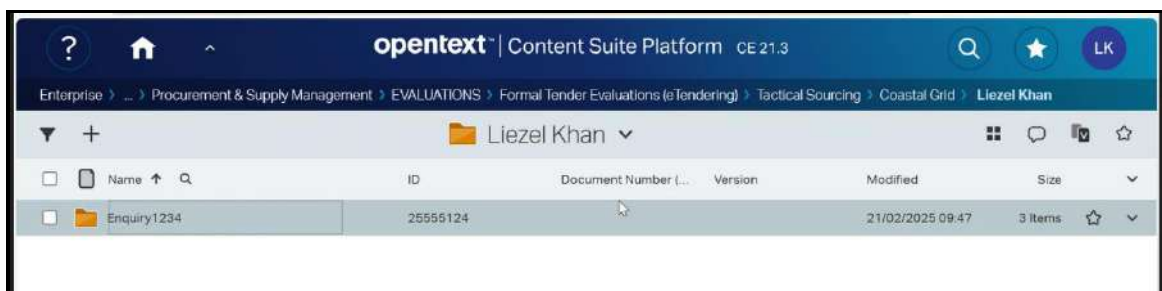 ? opentext™ | Content Suite Platform CE 21.3 LK
Enterprise > ... > Procurement & Supply Management > EVALUATIONS > Formal Tender Evaluations (eTendering) > Tactical Sourcing > Coastal Grid > Liezel Khan
Liezel Khan
Name ID Document Number (... Version Modified Size
Enquiry1234 25555124 21/02/2025 09:47 3 Items